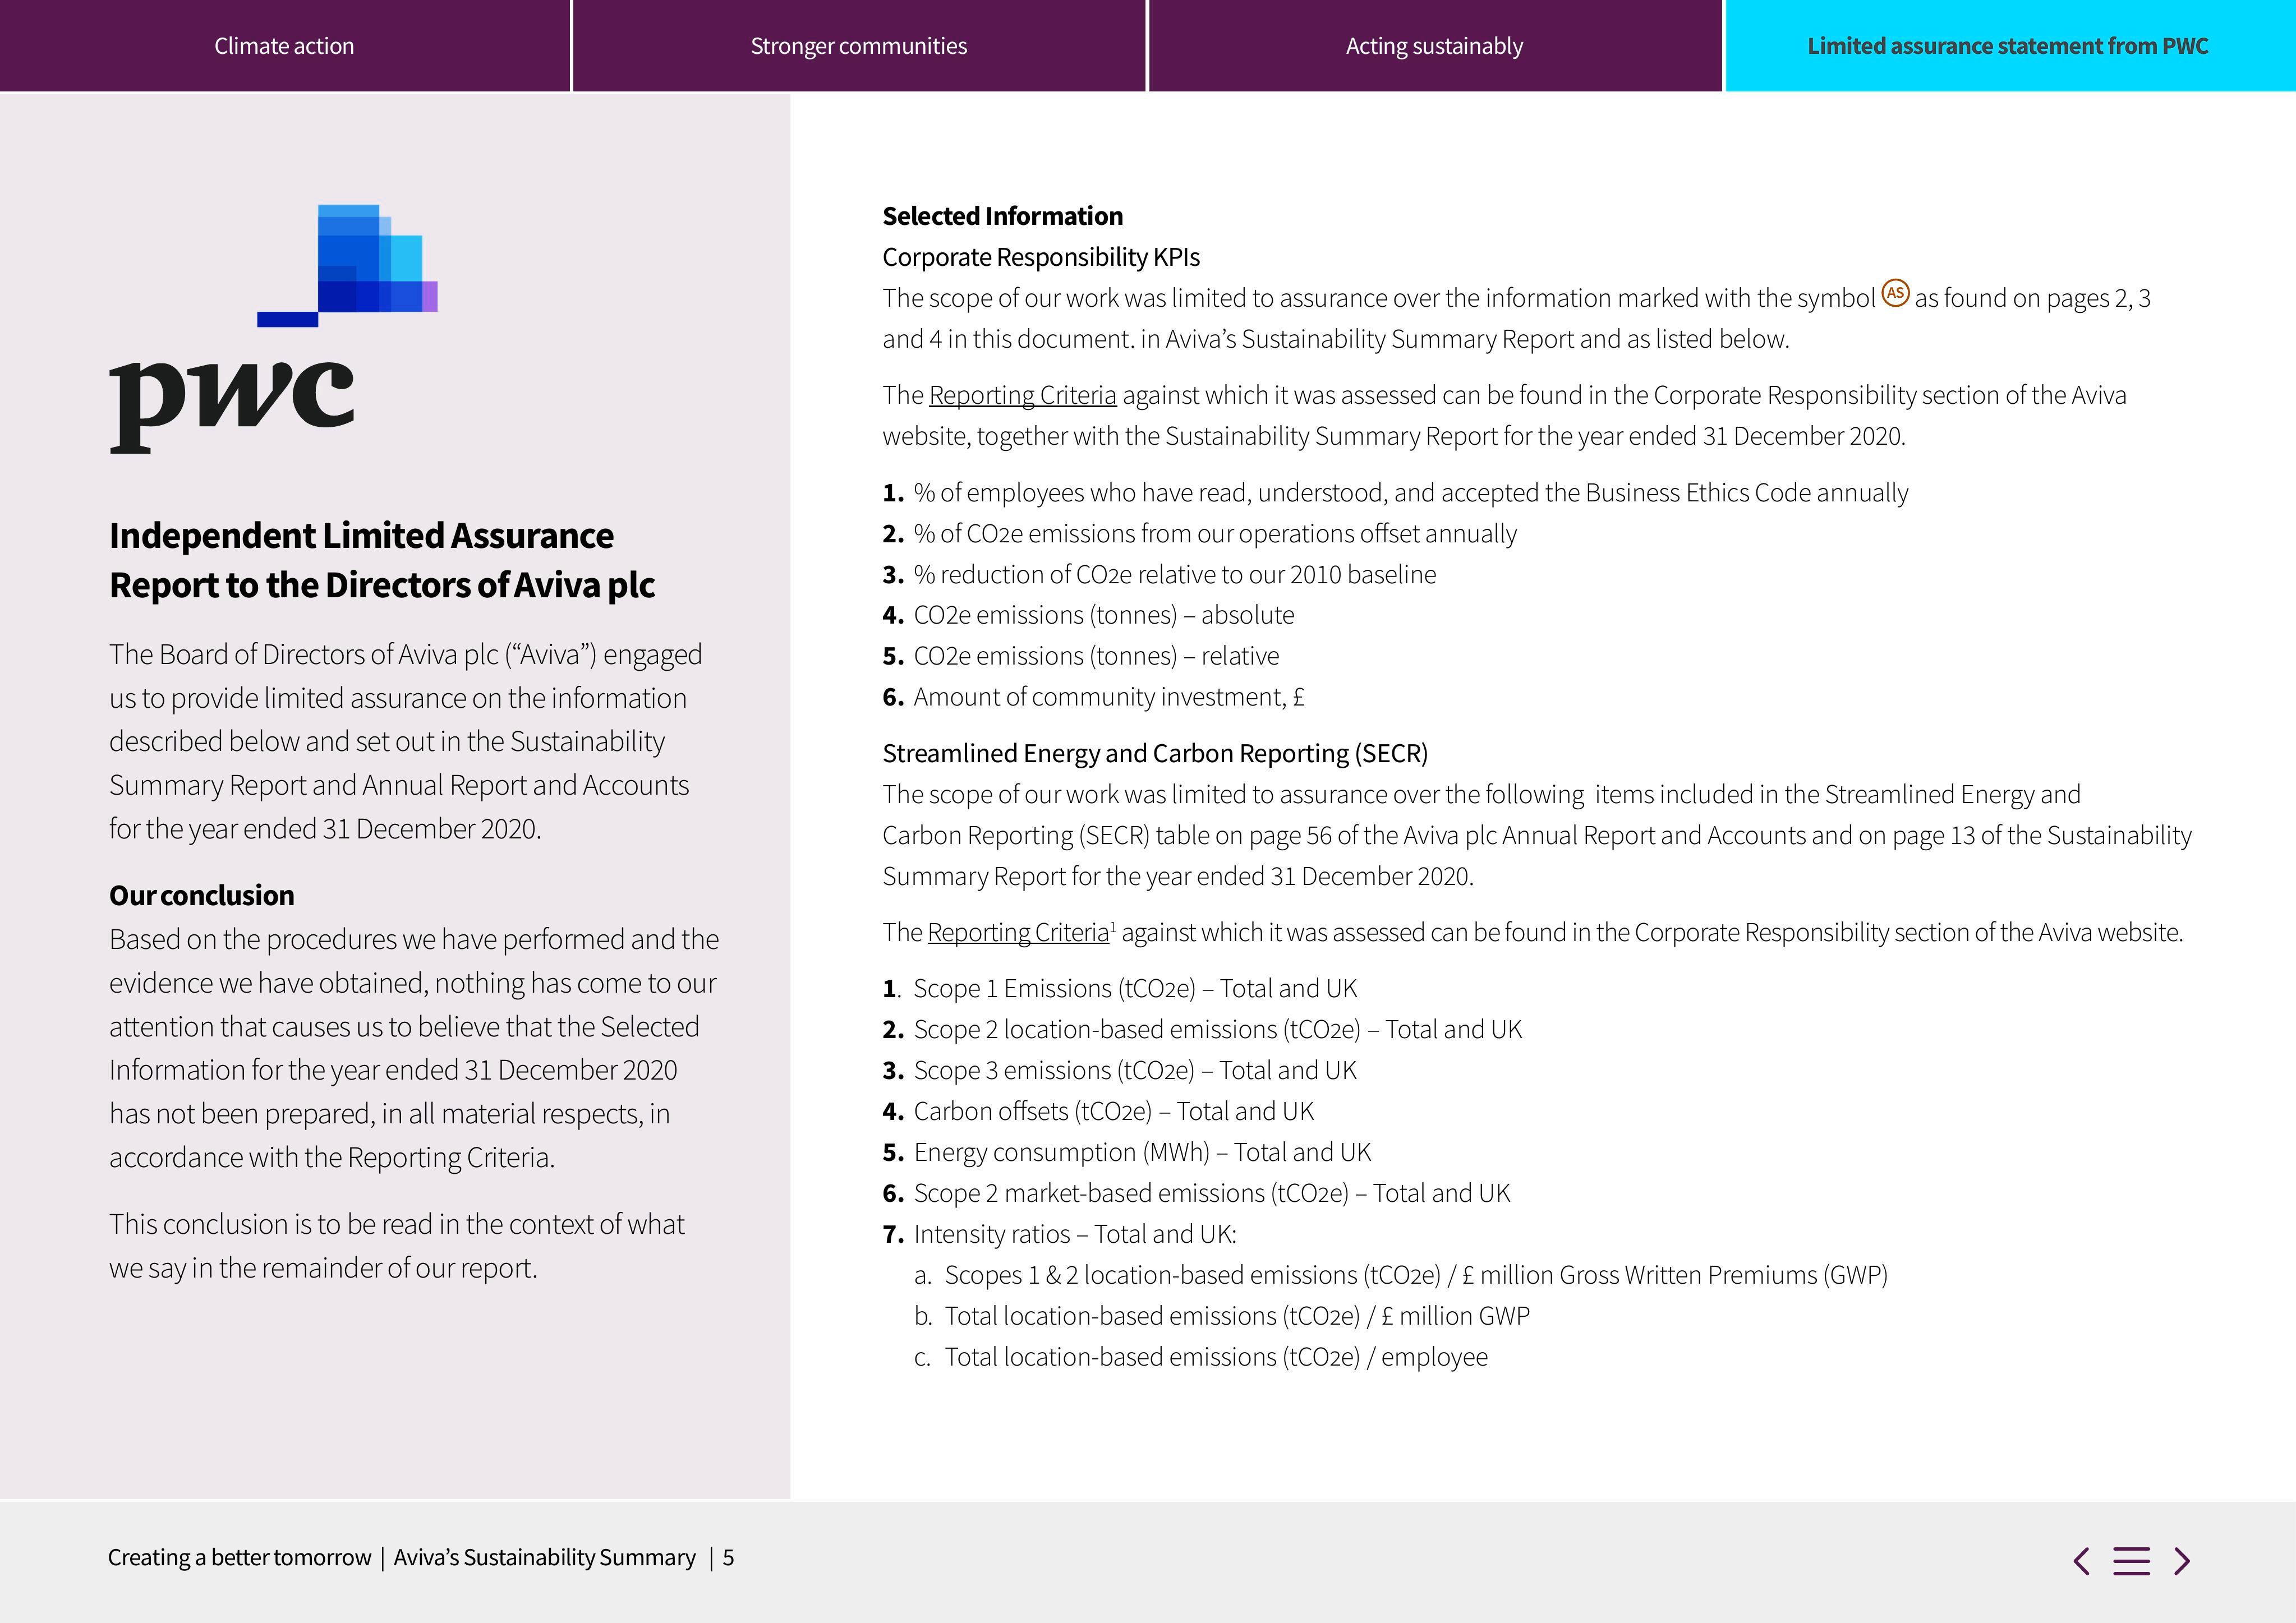 Climate action
Stronger communities
Acting sustainably
Limited assurance statement from PWC
pwc
Independent Limited Assurance
Report to the Directors of Aviva plc
The Board of Directors of Aviva plc (“Aviva”) engaged
us to provide limited assurance on the information
described below and set out in the Sustainability
Summary Report and Annual Report and Accounts
for the year ended 31 December 2020.
Our conclusion
Based on the procedures we have performed and the
evidence we have obtained, nothing has come to our
attention that causes us to believe that the Selected
Information for the year ended 31 December 2020
has not been prepared, in all material respects, in
accordance with the Reporting Criteria.
This conclusion is to be read in the context of what
we say in the remainder of our report.
Selected Information
Corporate Responsibility KPIs
The scope of our work was limited to assurance over the information marked with the symbol AS as found on pages 2, 3
and 4 in this document. in Aviva’s Sustainability Summary Report and as listed below.
The Reporting Criteria against which it was assessed can be found in the Corporate Responsibility section of the Aviva
website, together with the Sustainability Summary Report for the year ended 31 December 2020.
1. % of employees who have read, understood, and accepted the Business Ethics Code annually
2. % of CO2e emissions from our operations offset annually
3. % reduction of CO2e relative to our 2010 baseline
4. CO2e emissions (tonnes) – absolute
5. CO2e emissions (tonnes) – relative
6. Amount of community investment, £
Streamlined Energy and Carbon Reporting (SECR)
The scope of our work was limited to assurance over the following items included in the Streamlined Energy and
Carbon Reporting (SECR) table on page 56 of the Aviva plc Annual Report and Accounts and on page 13 of the Sustainability
Summary Report for the year ended 31 December 2020.
The Reporting Criteria¹ against which it was assessed can be found in the Corporate Responsibility section of the Aviva website.
1. Scope 1 Emissions (tCO2e) – Total and UK
2. Scope 2 location-based emissions (tCO2e) – Total and UK
3. Scope 3 emissions (tCO2e) – Total and UK
4. Carbon offsets (tCO2e) – Total and UK
5. Energy consumption (MWh) – Total and UK
6. Scope 2 market-based emissions (tCO2e) – Total and UK
7. Intensity ratios – Total and UK:
a. Scopes 1 & 2 location-based emissions (tCO2e) / £ million Gross Written Premiums (GWP)
b. Total location-based emissions (tCO2e) / £ million GWP
c. Total location-based emissions (tCO2e) / employee
Creating a better tomorrow | Aviva’s Sustainability Summary | 5